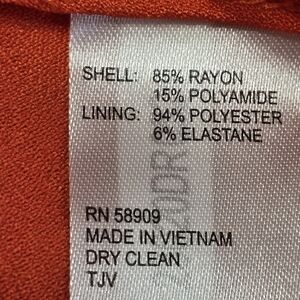 SHELL: 85% RAYON
15% POLYAMIDE
LINING: 94% POLYESTER
6% ELASTANE
RN 58909
MADE IN VIETNAM
DRY CLEAN
TJV